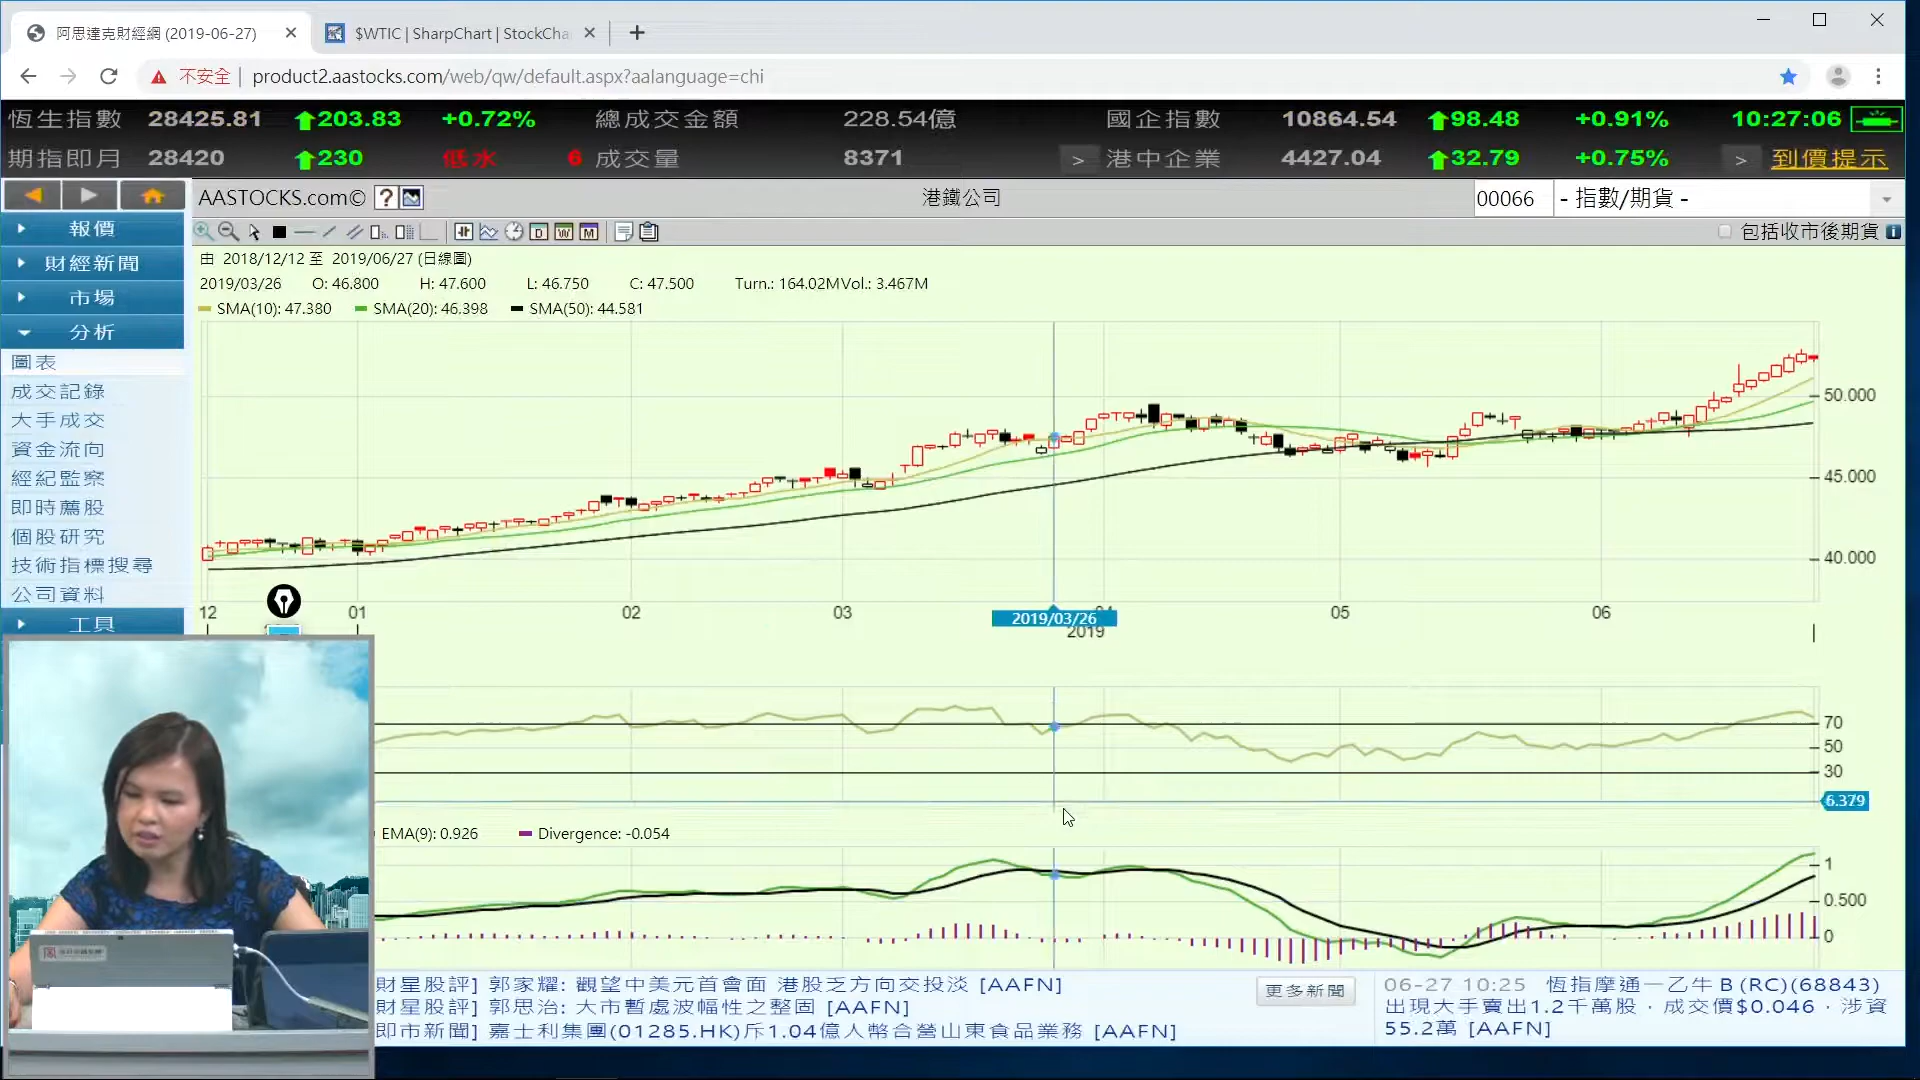 阿思達克財經網 (2019-06-27)
$WTIC | SharpChart | StockCha
不安全 | product2.aastocks.com/web/qw/default.aspx?aalanguage=chi
恆生指數 28425.81 203.83 +0.72% 總成交金額 228.54億 國企指數 10864.54 98.48 +0.91% 10:27:06
期指即月 28420 230 低水 6 成交量 8371 > 港中企業 4427.04 32.79 +0.75% > 到價提示
AASTOCKS.com© ? 港鐵公司 00066 - 指數/期貨 -
D W M 包括收市後期貨 i
報價
財經新聞
市場
分析
圖表
成交記錄
大手成交
資金流向
經紀監察
即時薦股
個股研究
技術指標搜尋
公司資料
工具
由 2018/12/12 至 2019/06/27 (日線圖)
2019/03/26 O: 46.800 H: 47.600 L: 46.750 C: 47.500 Turn.: 164.02MVol.: 3.467M
SMA(10): 47.380 SMA(20): 46.398 SMA(50): 44.581
50.000
45.000
40.000
12 01 02 03 05 06
2019/03/26
2019
70
50
30
6.379
EMA(9): 0.926 Divergence: -0.054
1
0.500
0
財星股評] 郭家耀: 觀望中美元首會面 港股乏方向交投淡 [AAFN]
財星股評] 郭思治: 大市暫處波幅性之整固 [AAFN]
即市新聞] 嘉士利集團(01285.HK)斥1.04億人幣合營山東食品業務 [AAFN]
更多新聞
06-27 10:25 恆指摩通一乙牛Ｂ(RC)(68843)
出現大手賣出1.2千萬股，成交價$0.046，涉資
55.2萬 [AAFN]